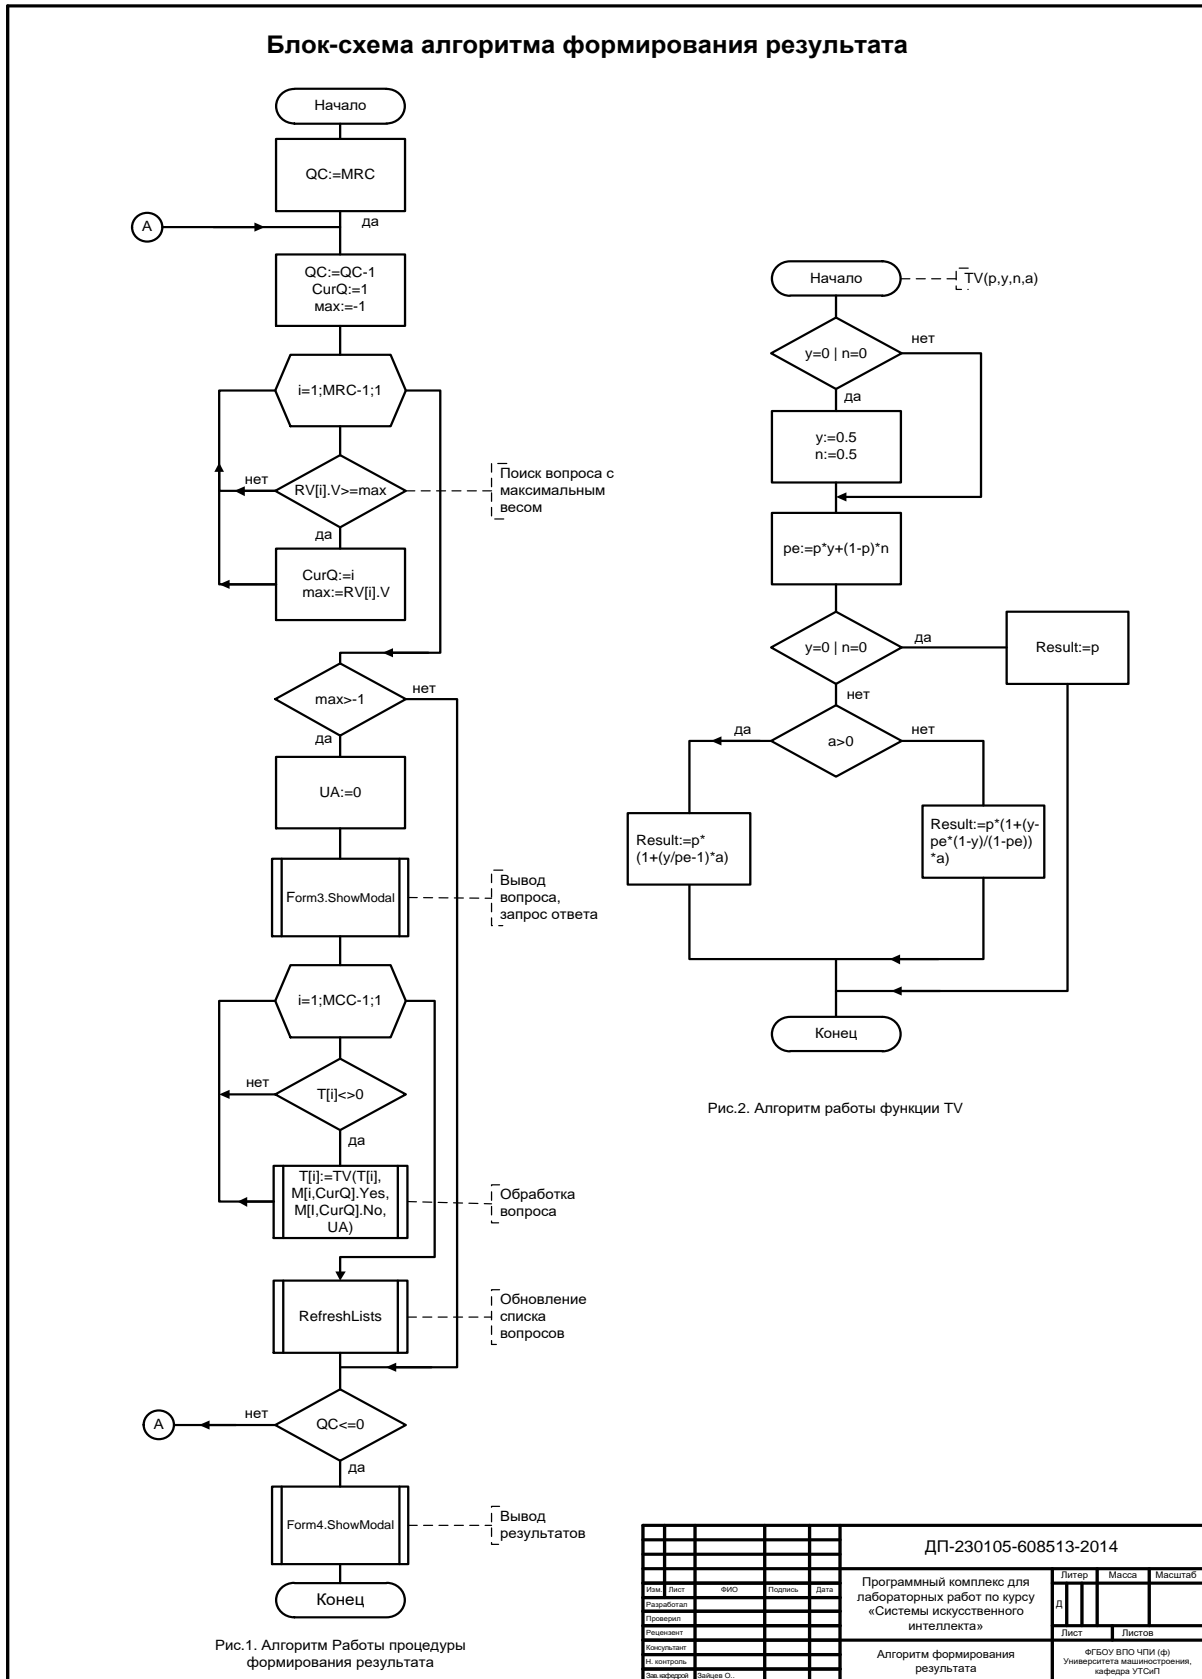 Блок-схема алгоритма формирования результата
Начало
QC:=MRC
да
A
QC:=QC-1
CurQ:=1
max:=-1
i=1;MRC-1;1
нет
RV[i].V>=max
Поиск вопроса с
максимальным
весом
да
CurQ:=i
max:=RV[i].V
max>-1
нет
да
UA:=0
Form3.ShowModal
Вывод
вопроса,
запрос ответа
i=1;MCC-1;1
нет
T[i]<>0
да
T[i]:=TV(T[i],
M[i,CurQ].Yes,
M[I,CurQ].No,
UA)
Обработка
вопроса
RefreshLists
Обновление
списка
вопросов
A
нет
QC<=0
да
Form4.ShowModal
Вывод
результатов
Конец
Рис.1. Алгоритм Работы процедуры
формирования результата
Начало
TV(p,y,n,a)
y=0 | n=0
нет
да
y:=0.5
n:=0.5
pe:=p*y+(1-p)*n
y=0 | n=0
да
Result:=p
нет
да
a>0
нет
Result:=p*
(1+(y/pe-1)*a)
Result:=p*(1+(y-
pe*(1-y)/(1-pe))
*a)
Конец
Рис.2. Алгоритм работы функции TV
ДП-230105-608513-2014
Изм. Лист ФИО Подпись Дата
Разработал
Проверил
Рецензент
Консультант
Н. контроль
Зав.кафедрой Зайцев О..
Программный комплекс для
лабораторных работ по курсу
«Системы искусственного
интеллекта»
Литер Масса Масштаб
Д
Лист Листов
Алгоритм формирования
результата
ФГБОУ ВПО ЧПИ (ф)
Университета машиностроения,
кафедра УТСиП